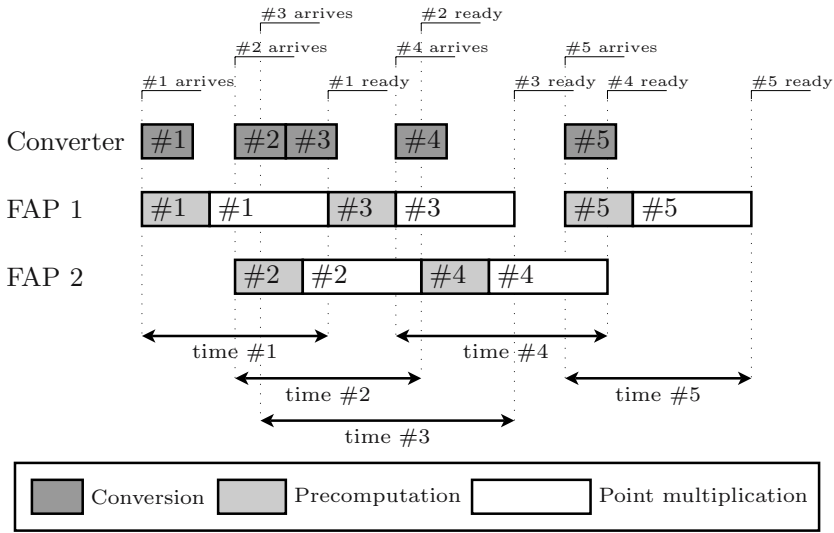 #3 arrives #2 ready
#2 arrives #4 arrives #5 arrives
#1 arrives #1 ready #3 ready #4 ready #5 ready
Converter #1 #2 #3 #4 #5
FAP 1 #1 #1 #3 #3 #5 #5
FAP 2 #2 #2 #4 #4
time #1 time #4
time #2 time #5
time #3
Conversion Precomputation Point multiplication